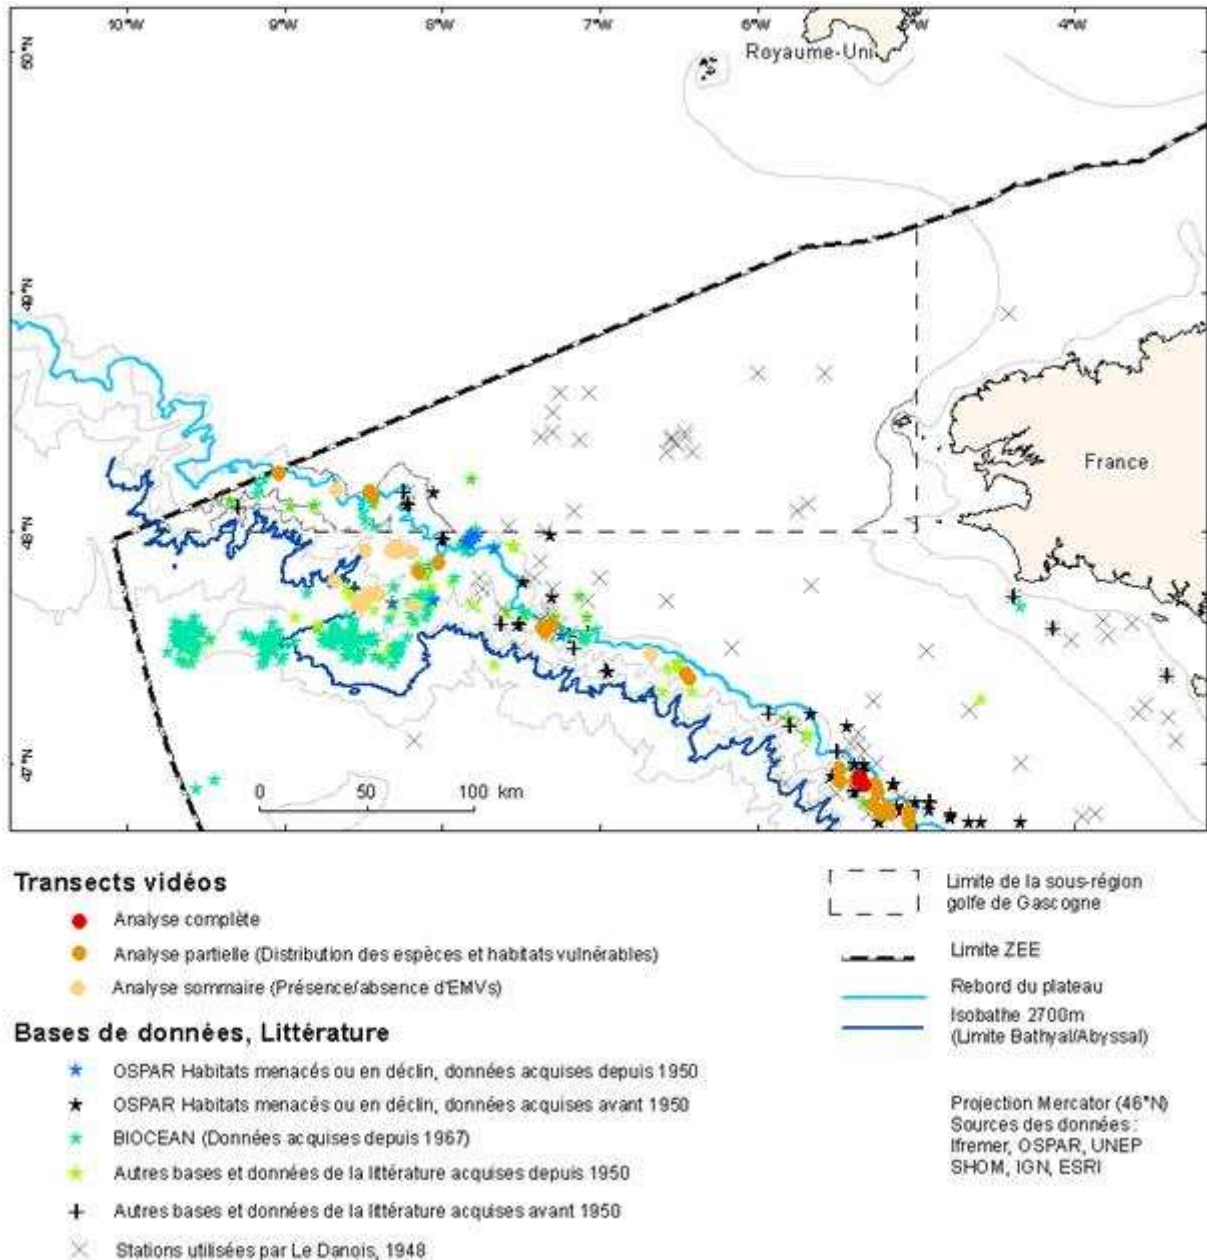 10°W 9°W 8°W 7°W 6°W 5°W 4°W
50°N
Royaume-Uni
49°N
France
48°N
47°N
0 50 100 km
Transects vidéos
Analyse complète
Analyse partielle (Distribution des espèces et habitats vulnérables)
Analyse sommaire (Présence/absence d'EMVs)
Bases de données, Littérature
OSPAR Habitats menacés ou en déclin, données acquises depuis 1950
OSPAR Habitats menacés ou en déclin, données acquises avant 1950
BIOCEAN (Données acquises depuis 1967)
Autres bases et données de la littérature acquises depuis 1950
Autres bases et données de la littérature acquises avant 1950
Stations utilisées par Le Danois, 1948
Limite de la sous-région
golfe de Gascogne
Limite ZEE
Rebord du plateau
Isobathe 2700m
(Limite Bathyal/Abyssal)
Projection Mercator (46°N)
Sources des données :
Ifremer, OSPAR, UNEP
SHOM, IGN, ESRI